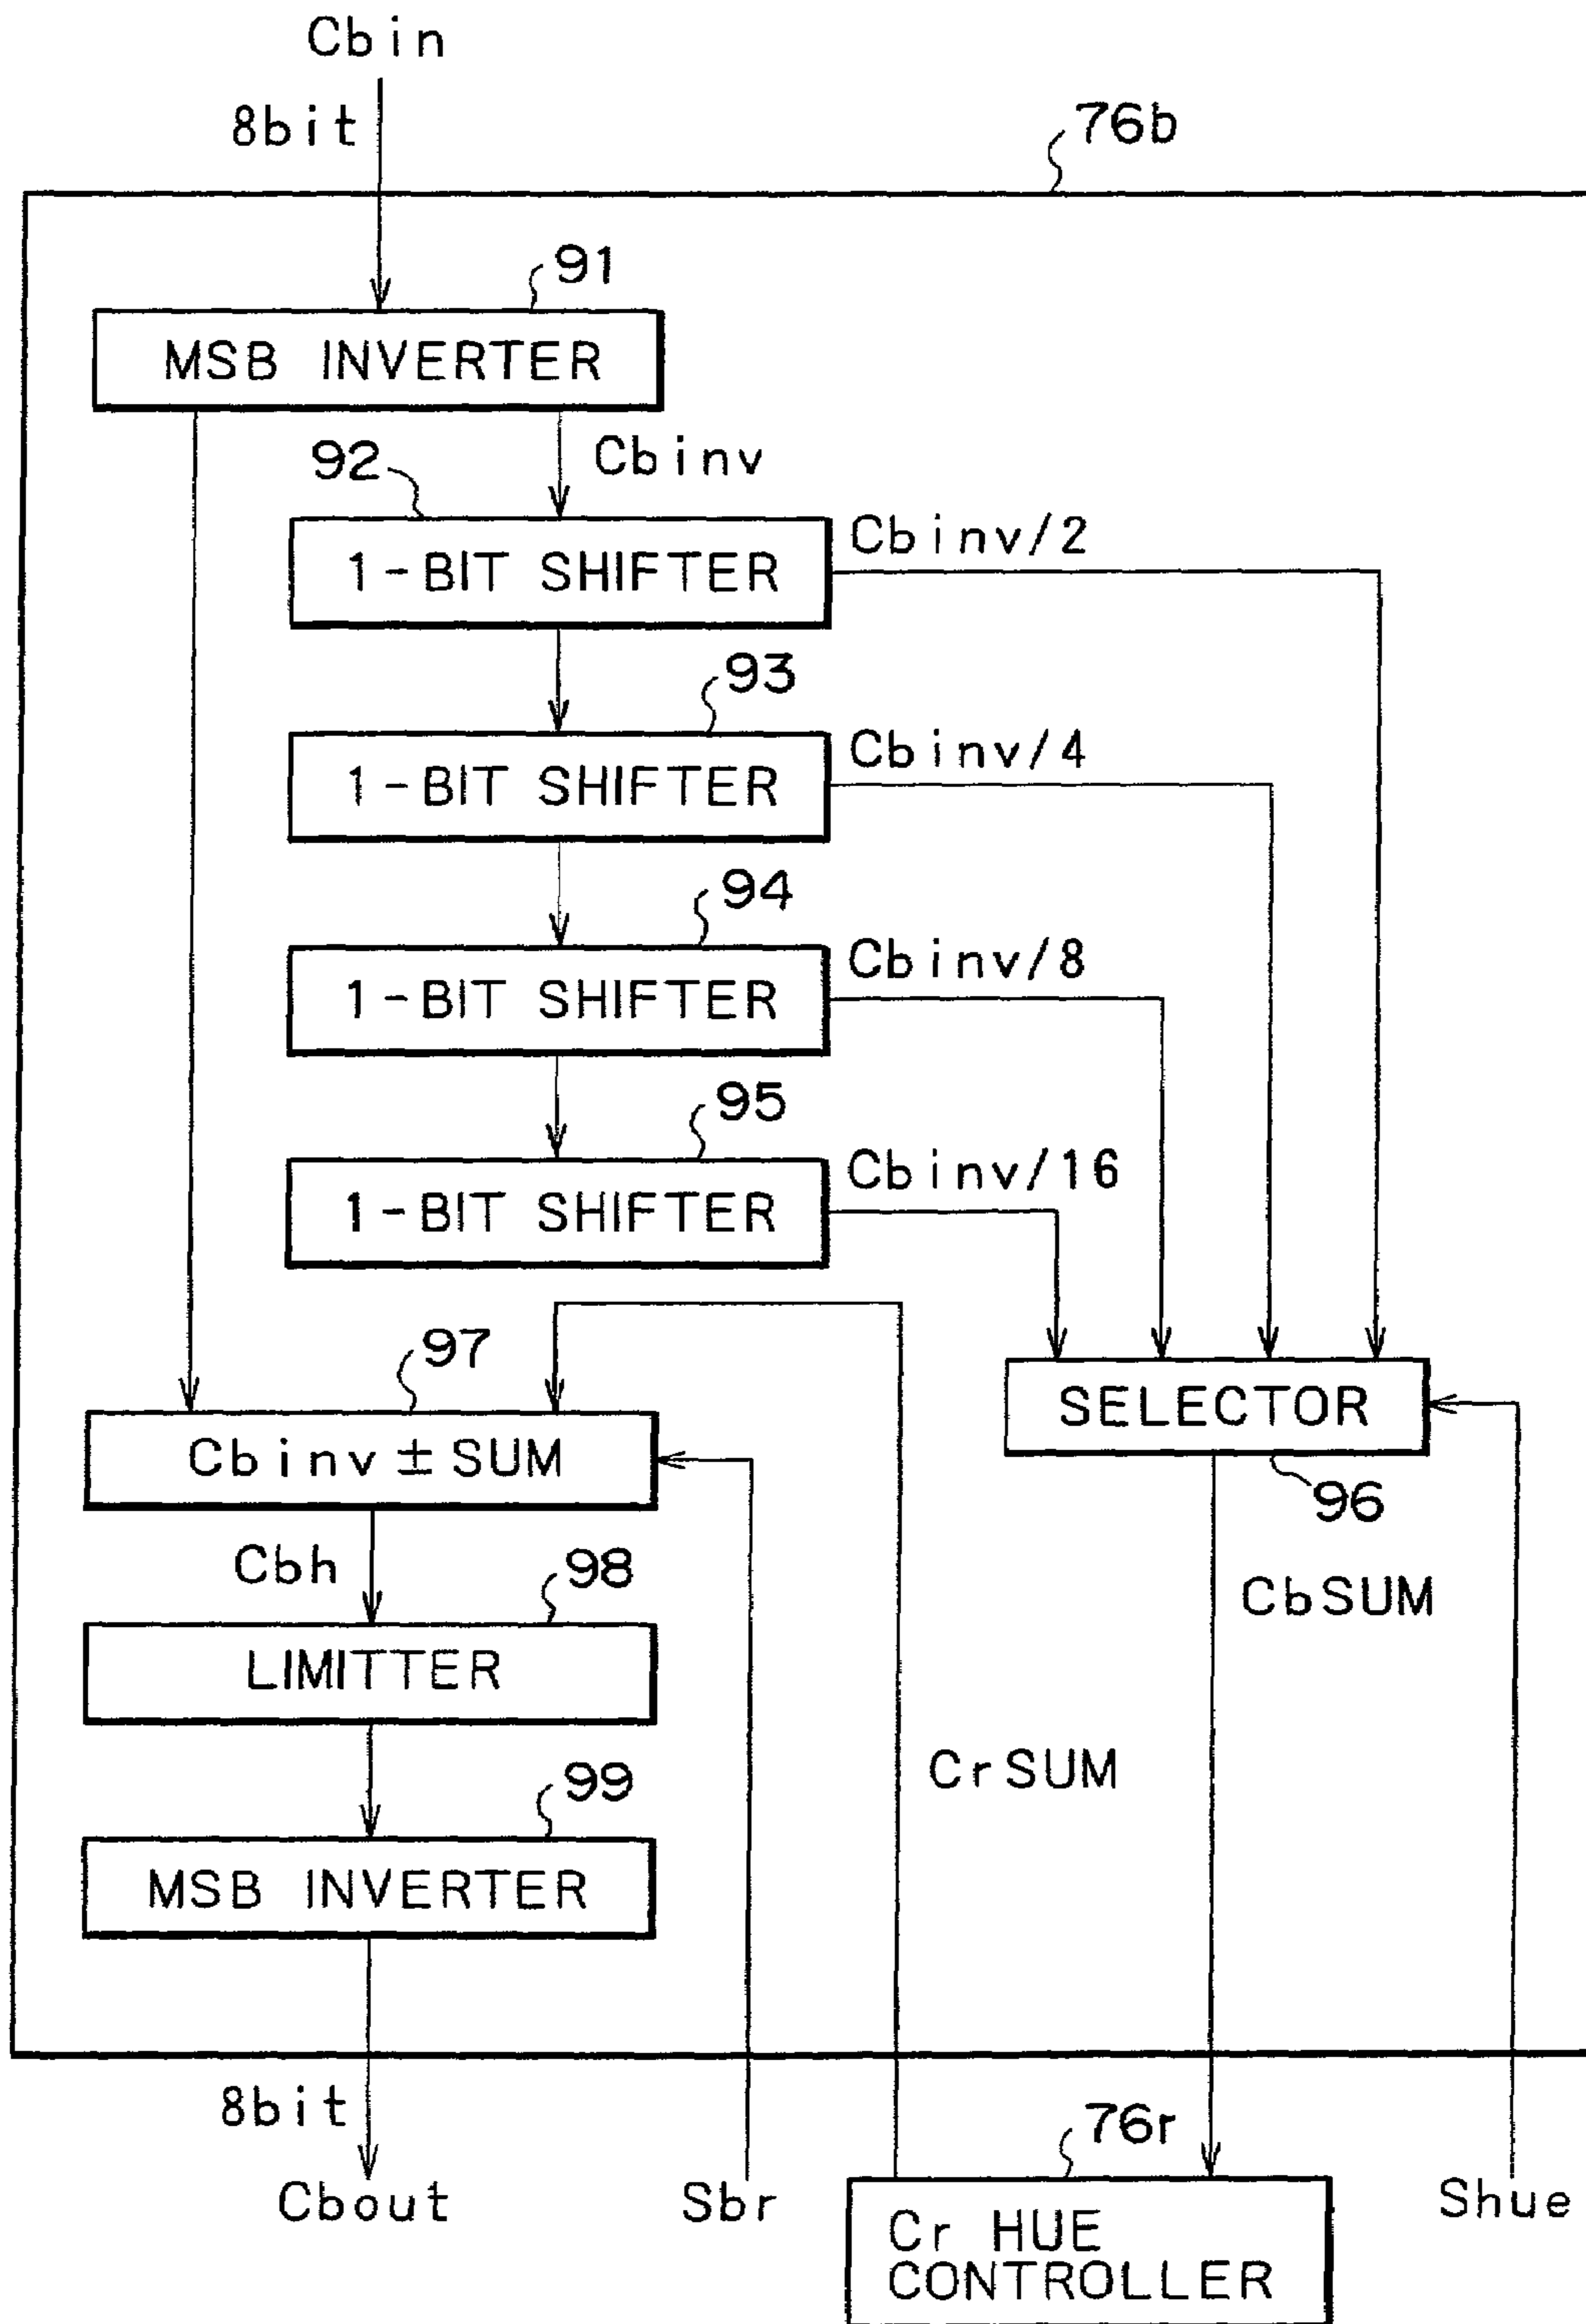 Cbin
8bit
76b
91
MSB INVERTER
92
Cbinv
1-BIT SHIFTER
Cbinv/2
93
1-BIT SHIFTER
Cbinv/4
94
1-BIT SHIFTER
Cbinv/8
95
1-BIT SHIFTER
Cbinv/16
97
Cbinv ± SUM
SELECTOR
96
Cbh
98
CbSUM
LIMITTER
CrSUM
99
MSB INVERTER
8bit
Cbout
Sbr
76r
Cr HUE
CONTROLLER
Shue